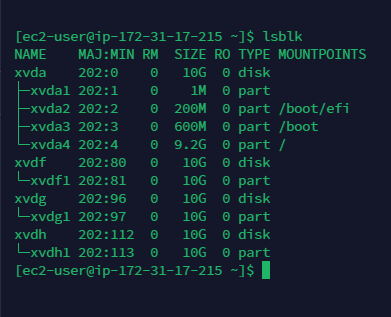 [ec2-user@ip-172-31-17-215 ~]$ lsblk
NAME    MAJ:MIN RM  SIZE RO TYPE MOUNTPOINTS
xvda    202:0    0   10G  0 disk
├─xvda1 202:1    0    1M  0 part
├─xvda2 202:2    0  200M  0 part /boot/efi
├─xvda3 202:3    0  600M  0 part /boot
└─xvda4 202:4    0  9.2G  0 part /
xvdf    202:80   0   10G  0 disk
└─xvdf1 202:81   0   10G  0 part
xvdg    202:96   0   10G  0 disk
└─xvdg1 202:97   0   10G  0 part
xvdh    202:112  0   10G  0 disk
└─xvdh1 202:113  0   10G  0 part
[ec2-user@ip-172-31-17-215 ~]$